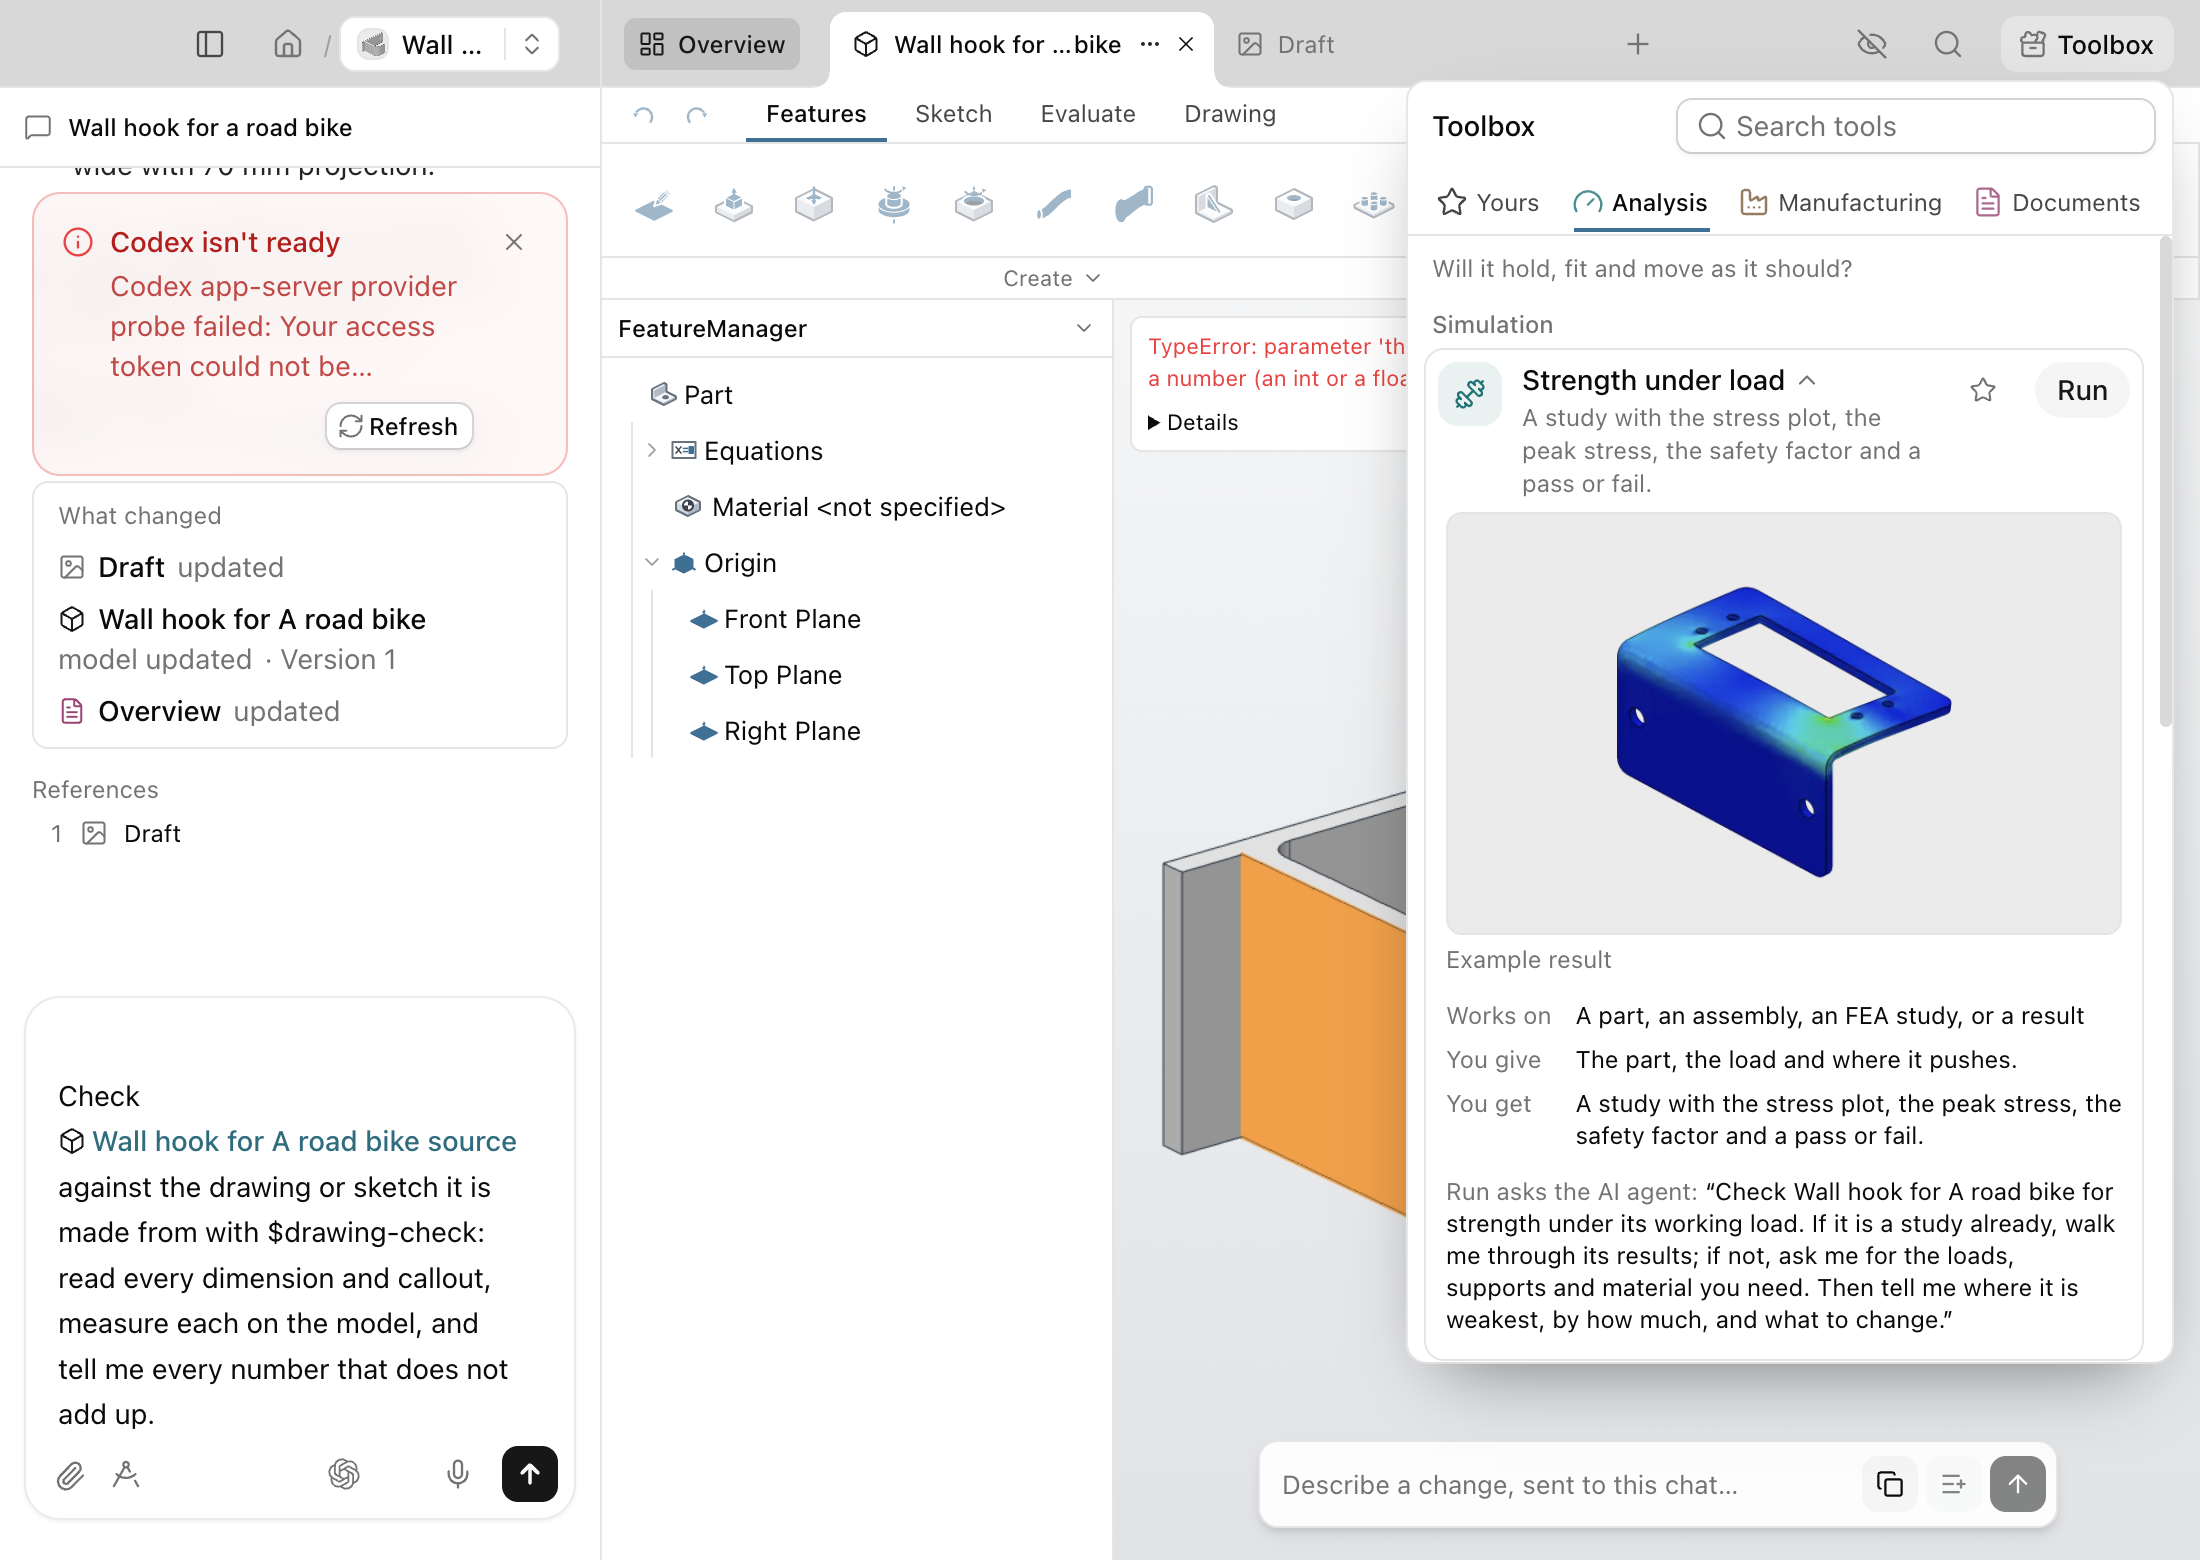 Wall ...
Overview
Wall hook for ...bike
Draft
Toolbox
Wall hook for a road bike
wide with 70 mm projection.
Codex isn't ready
Codex app-server provider
probe failed: Your access
token could not be...
Refresh
What changed
Draft updated
Wall hook for A road bike
model updated · Version 1
Overview updated
References
1 Draft
Check
Wall hook for A road bike source
against the drawing or sketch it is
made from with $drawing-check:
read every dimension and callout,
measure each on the model, and
tell me every number that does not
add up.
Features Sketch Evaluate Drawing
Create
FeatureManager
Part
Equations
Material <not specified>
Origin
Front Plane
Top Plane
Right Plane
TypeError: parameter 'th
a number (an int or a floa
Details
Toolbox
Search tools
Yours Analysis Manufacturing Documents
Will it hold, fit and move as it should?
Simulation
Strength under load
Run
A study with the stress plot, the
peak stress, the safety factor and a
pass or fail.
Example result
Works on A part, an assembly, an FEA study, or a result
You give The part, the load and where it pushes.
You get A study with the stress plot, the peak stress, the
safety factor and a pass or fail.
Run asks the AI agent: “Check Wall hook for A road bike for
strength under its working load. If it is a study already, walk
me through its results; if not, ask me for the loads,
supports and material you need. Then tell me where it is
weakest, by how much, and what to change.”
Describe a change, sent to this chat...